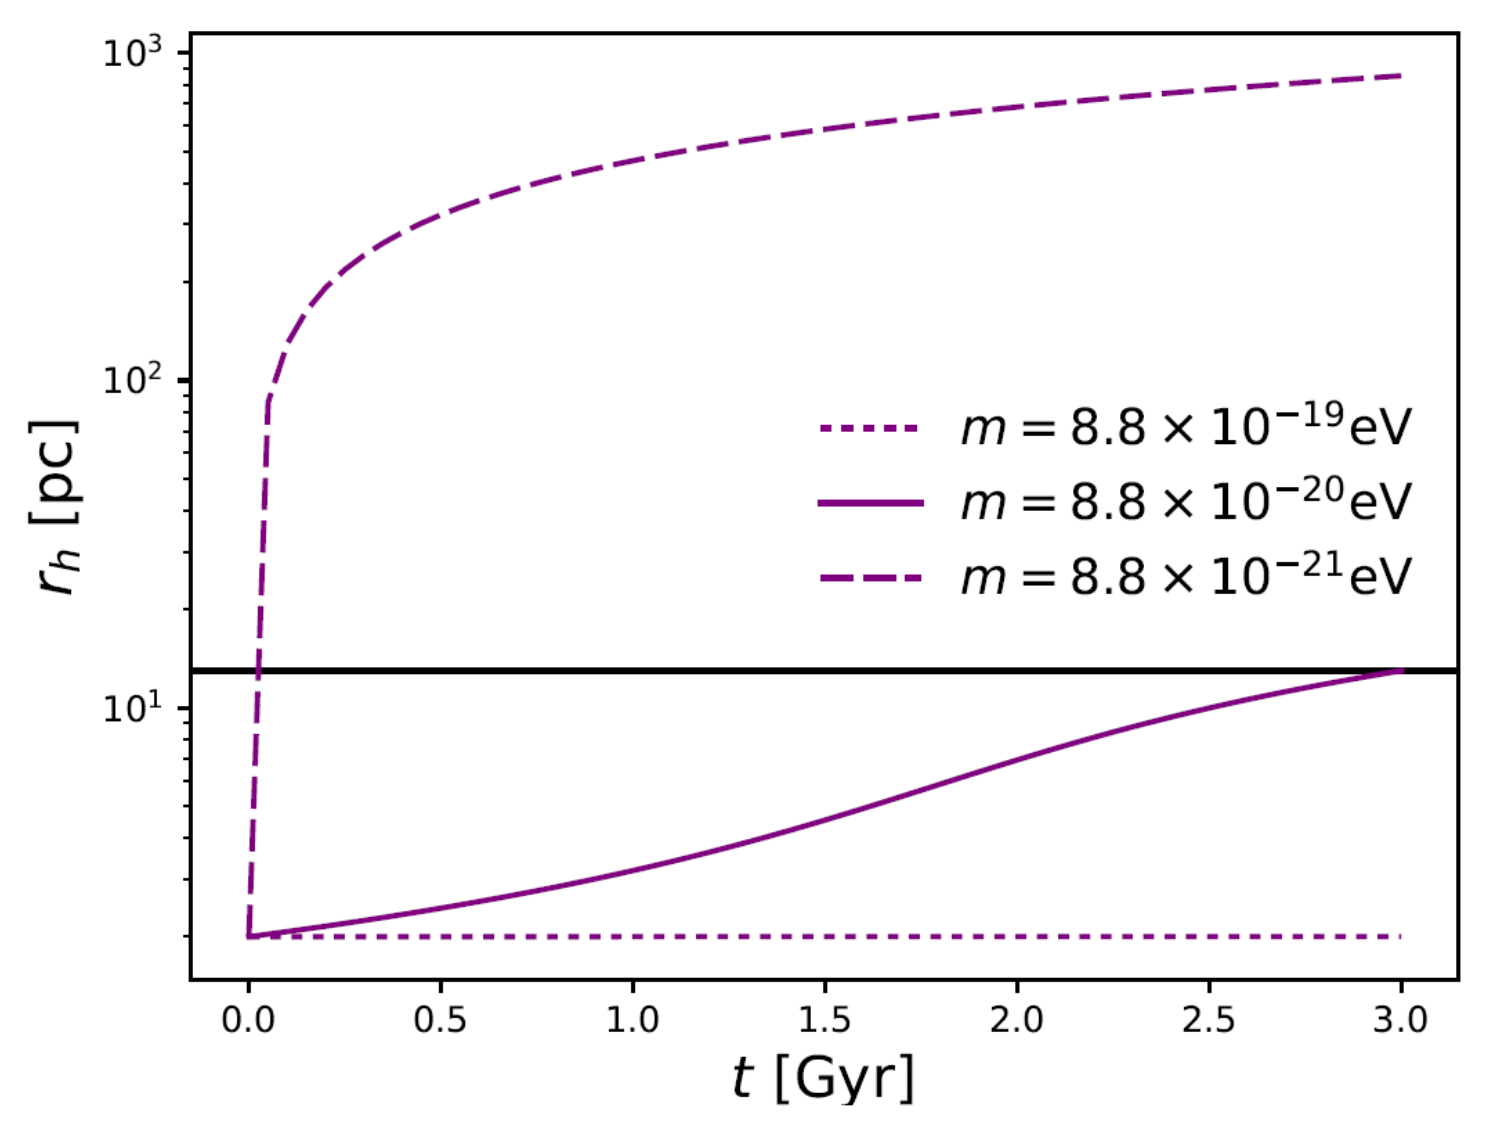 10³
10²
10¹
r_h [pc]
m = 8.8 × 10⁻¹⁹eV
m = 8.8 × 10⁻²⁰eV
m = 8.8 × 10⁻²¹eV
0.0 0.5 1.0 1.5 2.0 2.5 3.0
t [Gyr]